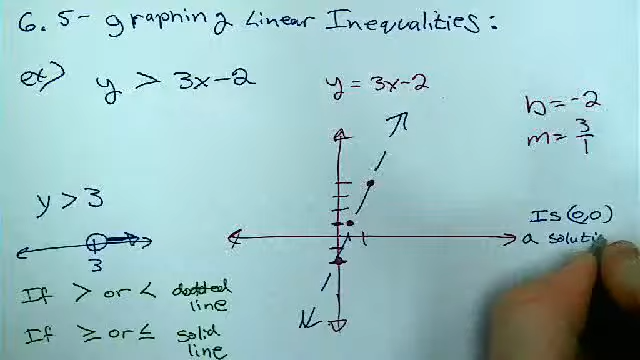 6.5- graphing Linear Inequalities:
ex) y > 3x-2
y = 3x-2
b = -2
m = 3/1
y > 3
3
Is (0,0)
a soluti
If > or < dotted line
If ≥ or ≤ solid line